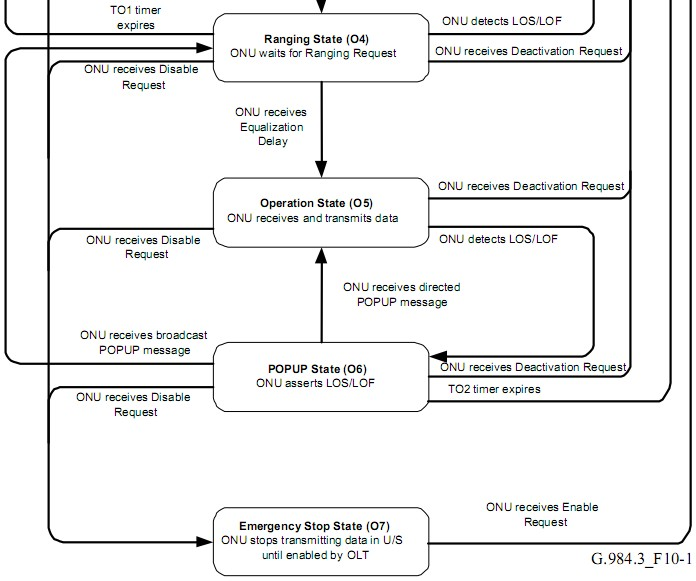 TO1 timer
expires
ONU detects LOS/LOF
Ranging State (O4)
ONU waits for Ranging Request
ONU receives Deactivation Request
ONU receives Disable
Request
ONU receives
Equalization
Delay
ONU receives Deactivation Request
Operation State (O5)
ONU receives and transmits data
ONU receives Disable
Request
ONU detects LOS/LOF
ONU receives directed
POPUP message
ONU receives broadcast
POPUP message
POPUP State (O6)
ONU asserts LOS/LOF
ONU receives Deactivation Request
TO2 timer expires
ONU receives Disable
Request
Emergency Stop State (O7)
ONU stops transmitting data in U/S
until enabled by OLT
ONU receives Enable
Request
G.984.3_F10-1